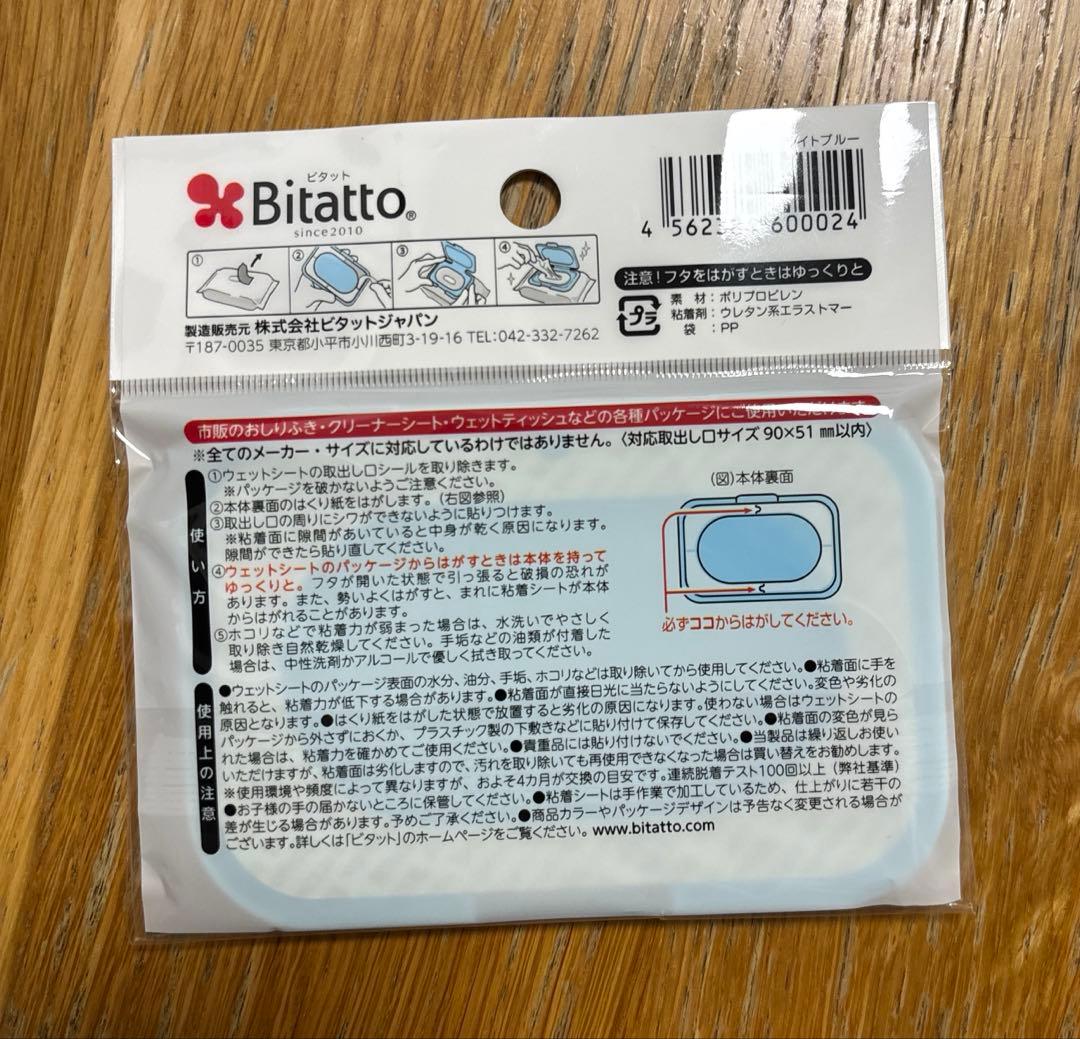 ビタット
Bitatto®
since2010
イトブルー
4 562 600024
① ② ③ ④
注意!フタをはがすときはゆっくりと
プラ
素材:ポリプロピレン
粘着剤:ウレタン系エラストマー
袋:PP
製造販売元 株式会社ビタットジャパン
〒187-0035 東京都小平市小川西町3-19-16 TEL:042-332-7262
市販のおしりふき・クリーナーシート・ウェットティッシュなどの各種パッケージにご使用いただけます
※全てのメーカー・サイズに対応しているわけではありません。〈対応取出し口サイズ 90×51 ㎜以内〉
使い方
①ウェットシートの取出し口シールを取り除きます。
※パッケージを破かないようご注意ください。
②本体裏面のはくり紙をはがします。(右図参照)
③取出し口の周りにシワができないように貼りつけます。
※粘着面に隙間があいていると中身が乾く原因になります。
隙間ができたら貼り直してください。
④ウェットシートのパッケージからはがすときは本体を持って
ゆっくりと。フタが開いた状態で引っ張ると破損の恐れが
あります。また、勢いよくはがすと、まれに粘着シートが本体
からはがれることがあります。
⑤ホコリなどで粘着力が弱まった場合は、水洗いでやさしく
取り除き自然乾燥してください。手垢などの油類が付着した
場合は、中性洗剤かアルコールで優しく拭き取ってください。
(図)本体裏面
必ずココからはがしてください。
使用上の注意
●ウェットシートのパッケージ表面の水分、油分、手垢、ホコリなどは取り除いてから使用してください。●粘着面に手を
触れると、粘着力が低下する場合があります。●粘着面が直接日光に当たらないようにしてください。変色や劣化の
原因となります。●はくり紙をはがした状態で放置すると劣化の原因になります。使わない場合はウェットシートの
パッケージから外さずにおくか、プラスチック製の下敷きなどに貼り付けて保存してください。●粘着面の変色が見ら
れた場合は、粘着力を確かめてご使用ください。●貴重品には貼り付けないでください。●当製品は繰り返しお使い
いただけますが、粘着面は劣化しますので、汚れを取り除いても再使用できなくなった場合は買い替えをお勧めします。
※使用環境や頻度によって異なりますが、およそ4カ月が交換の目安です。連続脱着テスト100回以上(弊社基準)
●お子様の手の届かないところに保管してください。●粘着シートは手作業で加工しているため、仕上がりに若干の
差が生じる場合があります。予めご了承ください。●商品カラーやパッケージデザインは予告なく変更される場合が
ございます。詳しくは「ビタット」のホームページをご覧ください。www.bitatto.com